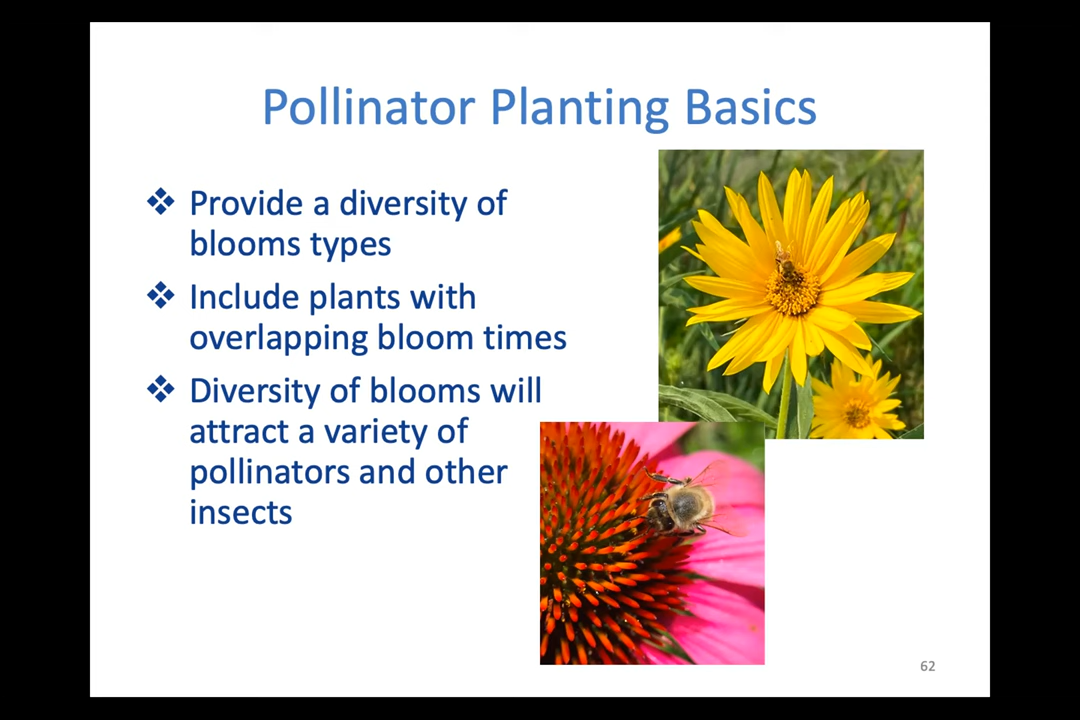 Pollinator Planting Basics
❖ Provide a diversity of
blooms types
❖ Include plants with
overlapping bloom times
❖ Diversity of blooms will
attract a variety of
pollinators and other
insects
62